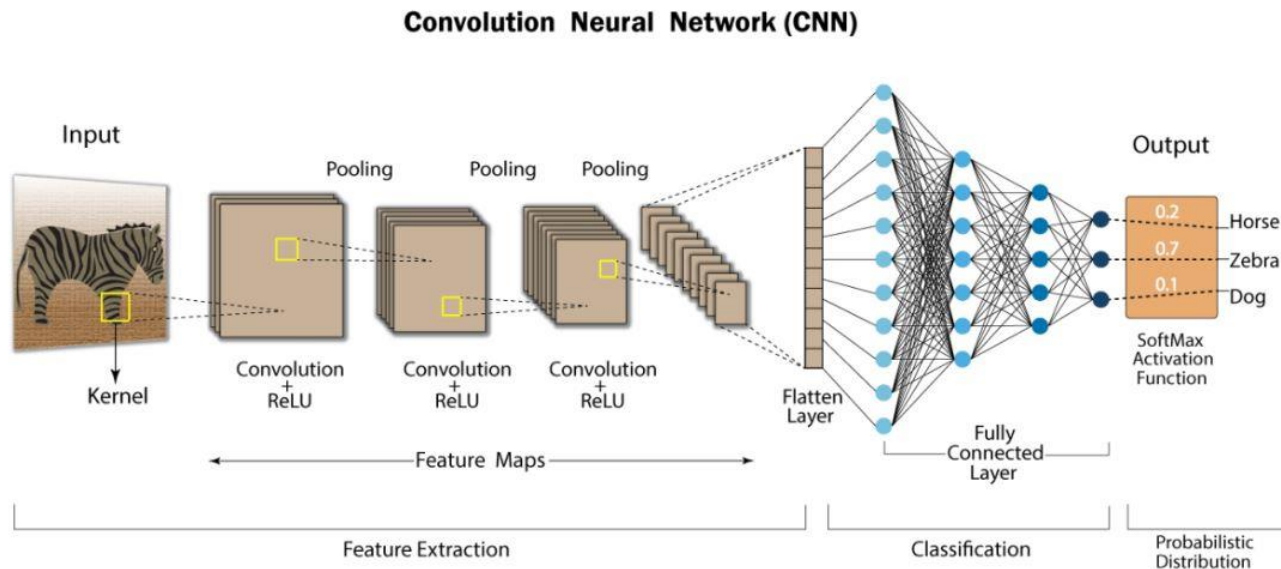 Convolution Neural Network (CNN)
Input
Kernel
Pooling
Pooling
Pooling
Convolution
+
ReLU
Convolution
+
ReLU
Convolution
+
ReLU
Feature Maps
Flatten
Layer
Fully
Connected
Layer
Output
0.2
Horse
0.7
Zebra
0.1
Dog
SoftMax
Activation
Function
Feature Extraction
Classification
Probabilistic
Distribution